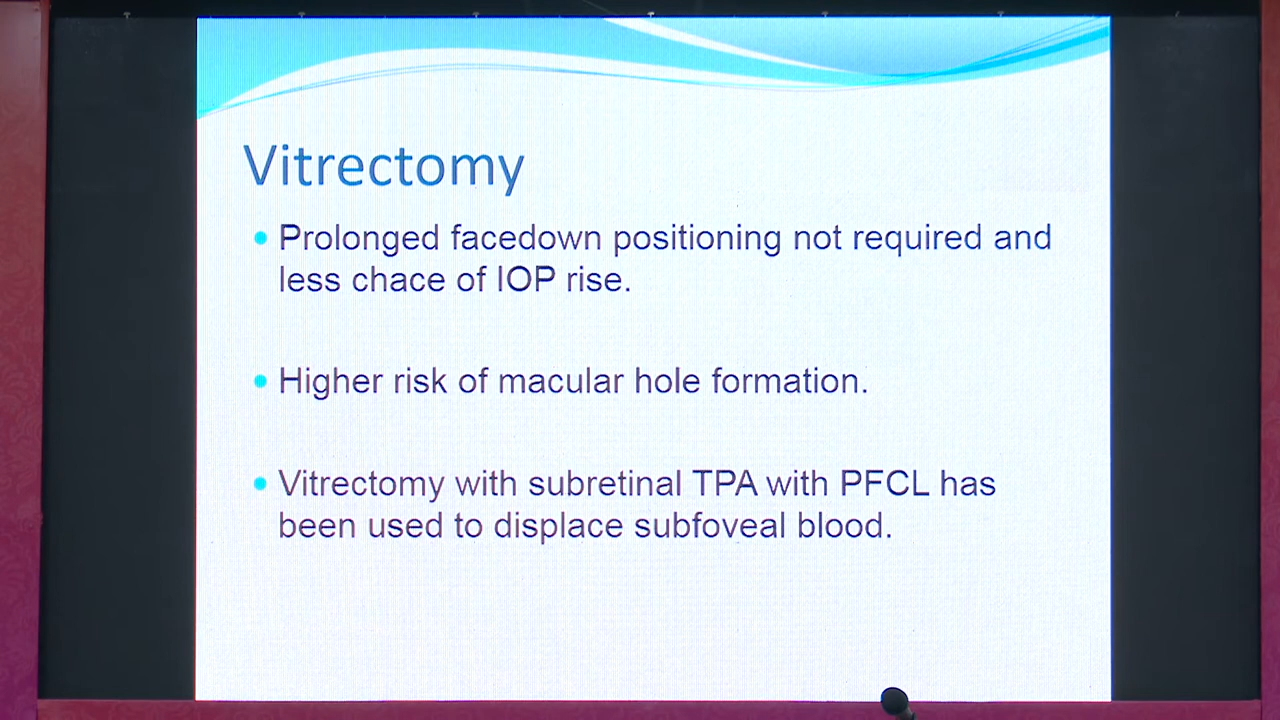 Vitrectomy
Prolonged facedown positioning not required and
less chace of IOP rise.
Higher risk of macular hole formation.
Vitrectomy with subretinal TPA with PFCL has
been used to displace subfoveal blood.